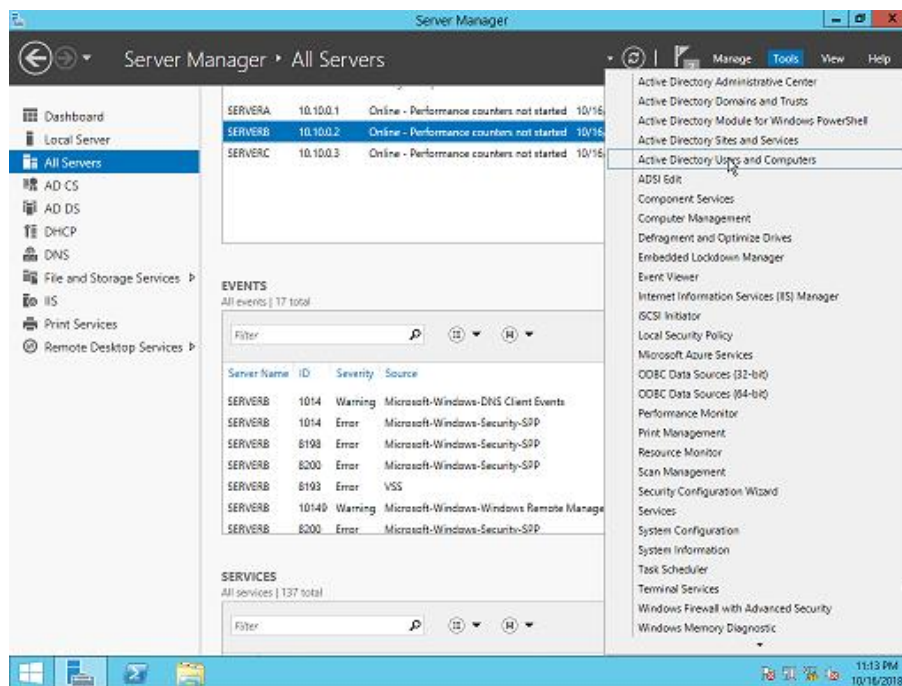 Server Manager
Server Manager • All Servers
Manage Tools View Help
Dashboard
Local Server
All Servers
AD CS
AD DS
DHCP
DNS
File and Storage Services
IIS
Print Services
Remote Desktop Services
SERVERA 10.10.0.1 Online - Performance counters not started 10/16
SERVERB 10.10.0.2 Online - Performance counters not started 10/16
SERVERC 10.10.0.3 Online - Performance counters not started 10/16
EVENTS
All events | 17 total
Filter
Server Name ID Severity Source
SERVERB 1014 Warning Microsoft-Windows-DNS Client Events
SERVERB 1014 Error Microsoft-Windows-Security-SPP
SERVERB 8198 Error Microsoft-Windows-Security-SPP
SERVERB 8200 Error Microsoft-Windows-Security-SPP
SERVERB 8193 Error VSS
SERVERB 10149 Warning Microsoft-Windows-Windows Remote Manage
SERVERB 8200 Error Microsoft-Windows-Security-SPP
SERVICES
All services | 137 total
Filter
Active Directory Administrative Center
Active Directory Domains and Trusts
Active Directory Module for Windows PowerShell
Active Directory Sites and Services
Active Directory Users and Computers
ADSI Edit
Component Services
Computer Management
Defragment and Optimize Drives
Embedded Lockdown Manager
Event Viewer
Internet Information Services (IIS) Manager
iSCSI Initiator
Local Security Policy
Microsoft Azure Services
ODBC Data Sources (32-bit)
ODBC Data Sources (64-bit)
Performance Monitor
Print Management
Resource Monitor
Scan Management
Security Configuration Wizard
Services
System Configuration
System Information
Task Scheduler
Terminal Services
Windows Firewall with Advanced Security
Windows Memory Diagnostic
11:13 PM
10/16/2018